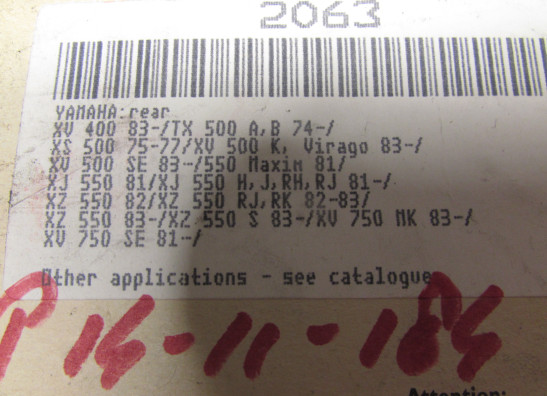 2063
YAMAHA:rear
XV 400 83-/TX 500 A,B 74-/
XS 500 75-77/XV 500 K, Virago 83-/
XV 500 SE 83-/550 Maxim 81/
XJ 550 81/XJ 550 H,J,RH,RJ 81-/
XZ 550 82/XZ 550 RJ,RK 82-83/
XZ 550 83-/XZ 550 S 83-/XV 750 MK 83-/
XV 750 SE 81-/
Other applications - see catalogue
P 14-11-184
Attention: